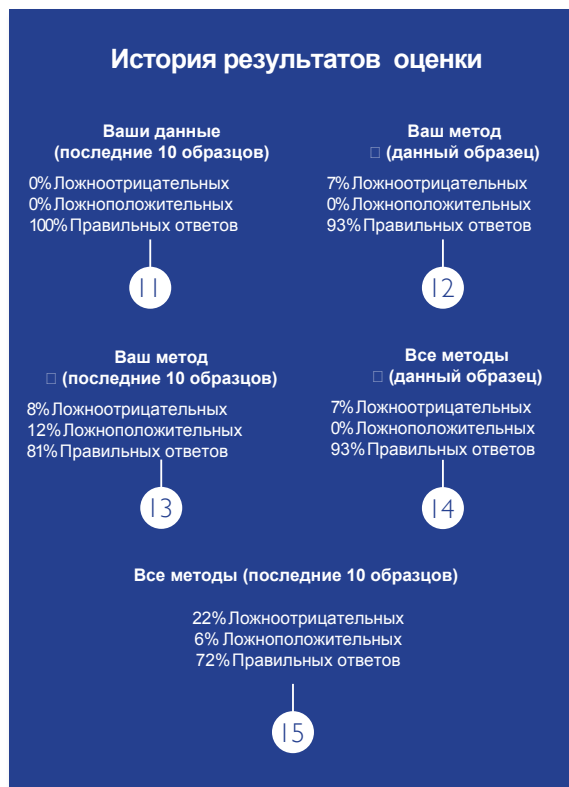 История результатов оценки
Ваши данные
(последние 10 образцов)
0% Ложноотрицательных
0% Ложноположительных
100% Правильных ответов
11
Ваш метод
(данный образец)
7% Ложноотрицательных
0% Ложноположительных
93% Правильных ответов
12
Ваш метод
(последние 10 образцов)
8% Ложноотрицательных
12% Ложноположительных
81% Правильных ответов
13
Все методы
(данный образец)
7% Ложноотрицательных
0% Ложноположительных
93% Правильных ответов
14
Все методы (последние 10 образцов)
22% Ложноотрицательных
6% Ложноположительных
72% Правильных ответов
15